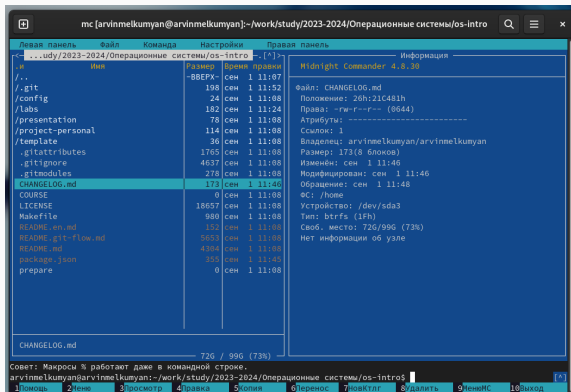 mc [arvinmelkumyan@arvinmelkumyan]:~/work/study/2023-2024/Операционные системы/os-intro
Левая панель Файл Команда Настройки Правая панель
<— ...udy/2023-2024/Операционные системы/os-intro —.[^]>
.и Имя Размер Время правки
/.. -ВВЕРХ- сен 1 11:07
/.git 198 сен 1 11:52
/config 24 сен 1 11:08
/labs 182 сен 1 11:24
/presentation 78 сен 1 11:08
/project-personal 114 сен 1 11:08
/template 36 сен 1 11:08
.gitattributes 1765 сен 1 11:08
.gitignore 4637 сен 1 11:08
.gitmodules 278 сен 1 11:08
CHANGELOG.md 173 сен 1 11:46
COURSE 0 сен 1 11:08
LICENSE 18657 сен 1 11:08
Makefile 980 сен 1 11:08
README.en.md 152 сен 1 11:08
README.git-flow.md 5653 сен 1 11:08
README.md 4304 сен 1 11:08
package.json 355 сен 1 11:45
prepare 0 сен 1 11:08
CHANGELOG.md
72G / 99G (73%)
Информация
Midnight Commander 4.8.30
Файл: CHANGELOG.md
Положение: 26h:21C481h
Права: -rw-r--r-- (0644)
Атрибуты: ----------------------
Ссылок: 1
Владелец: arvinmelkumyan/arvinmelkumyan
Размер: 173(8 блоков)
Изменён: сен 1 11:46
Модифицирован: сен 1 11:46
Обращение: сен 1 11:48
ФС: /home
Устройство: /dev/sda3
Тип: btrfs (1Fh)
Своб. место: 72G/99G (73%)
Нет информации об узле
Совет: Макросы % работают даже в командной строке.
arvinmelkumyan@arvinmelkumyan:~/work/study/2023-2024/Операционные системы/os-intro$ [^]
1Помощь 2Меню 3Просмотр 4Правка 5Копия 6Перенос 7НовКтлг 8Удалить 9МенюMC 10Выход